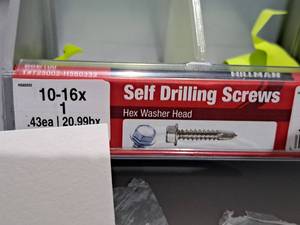 HILLMAN
10-16x
1
.43ea | 20.99bx
Self Drilling Screws
Hex Washer Head